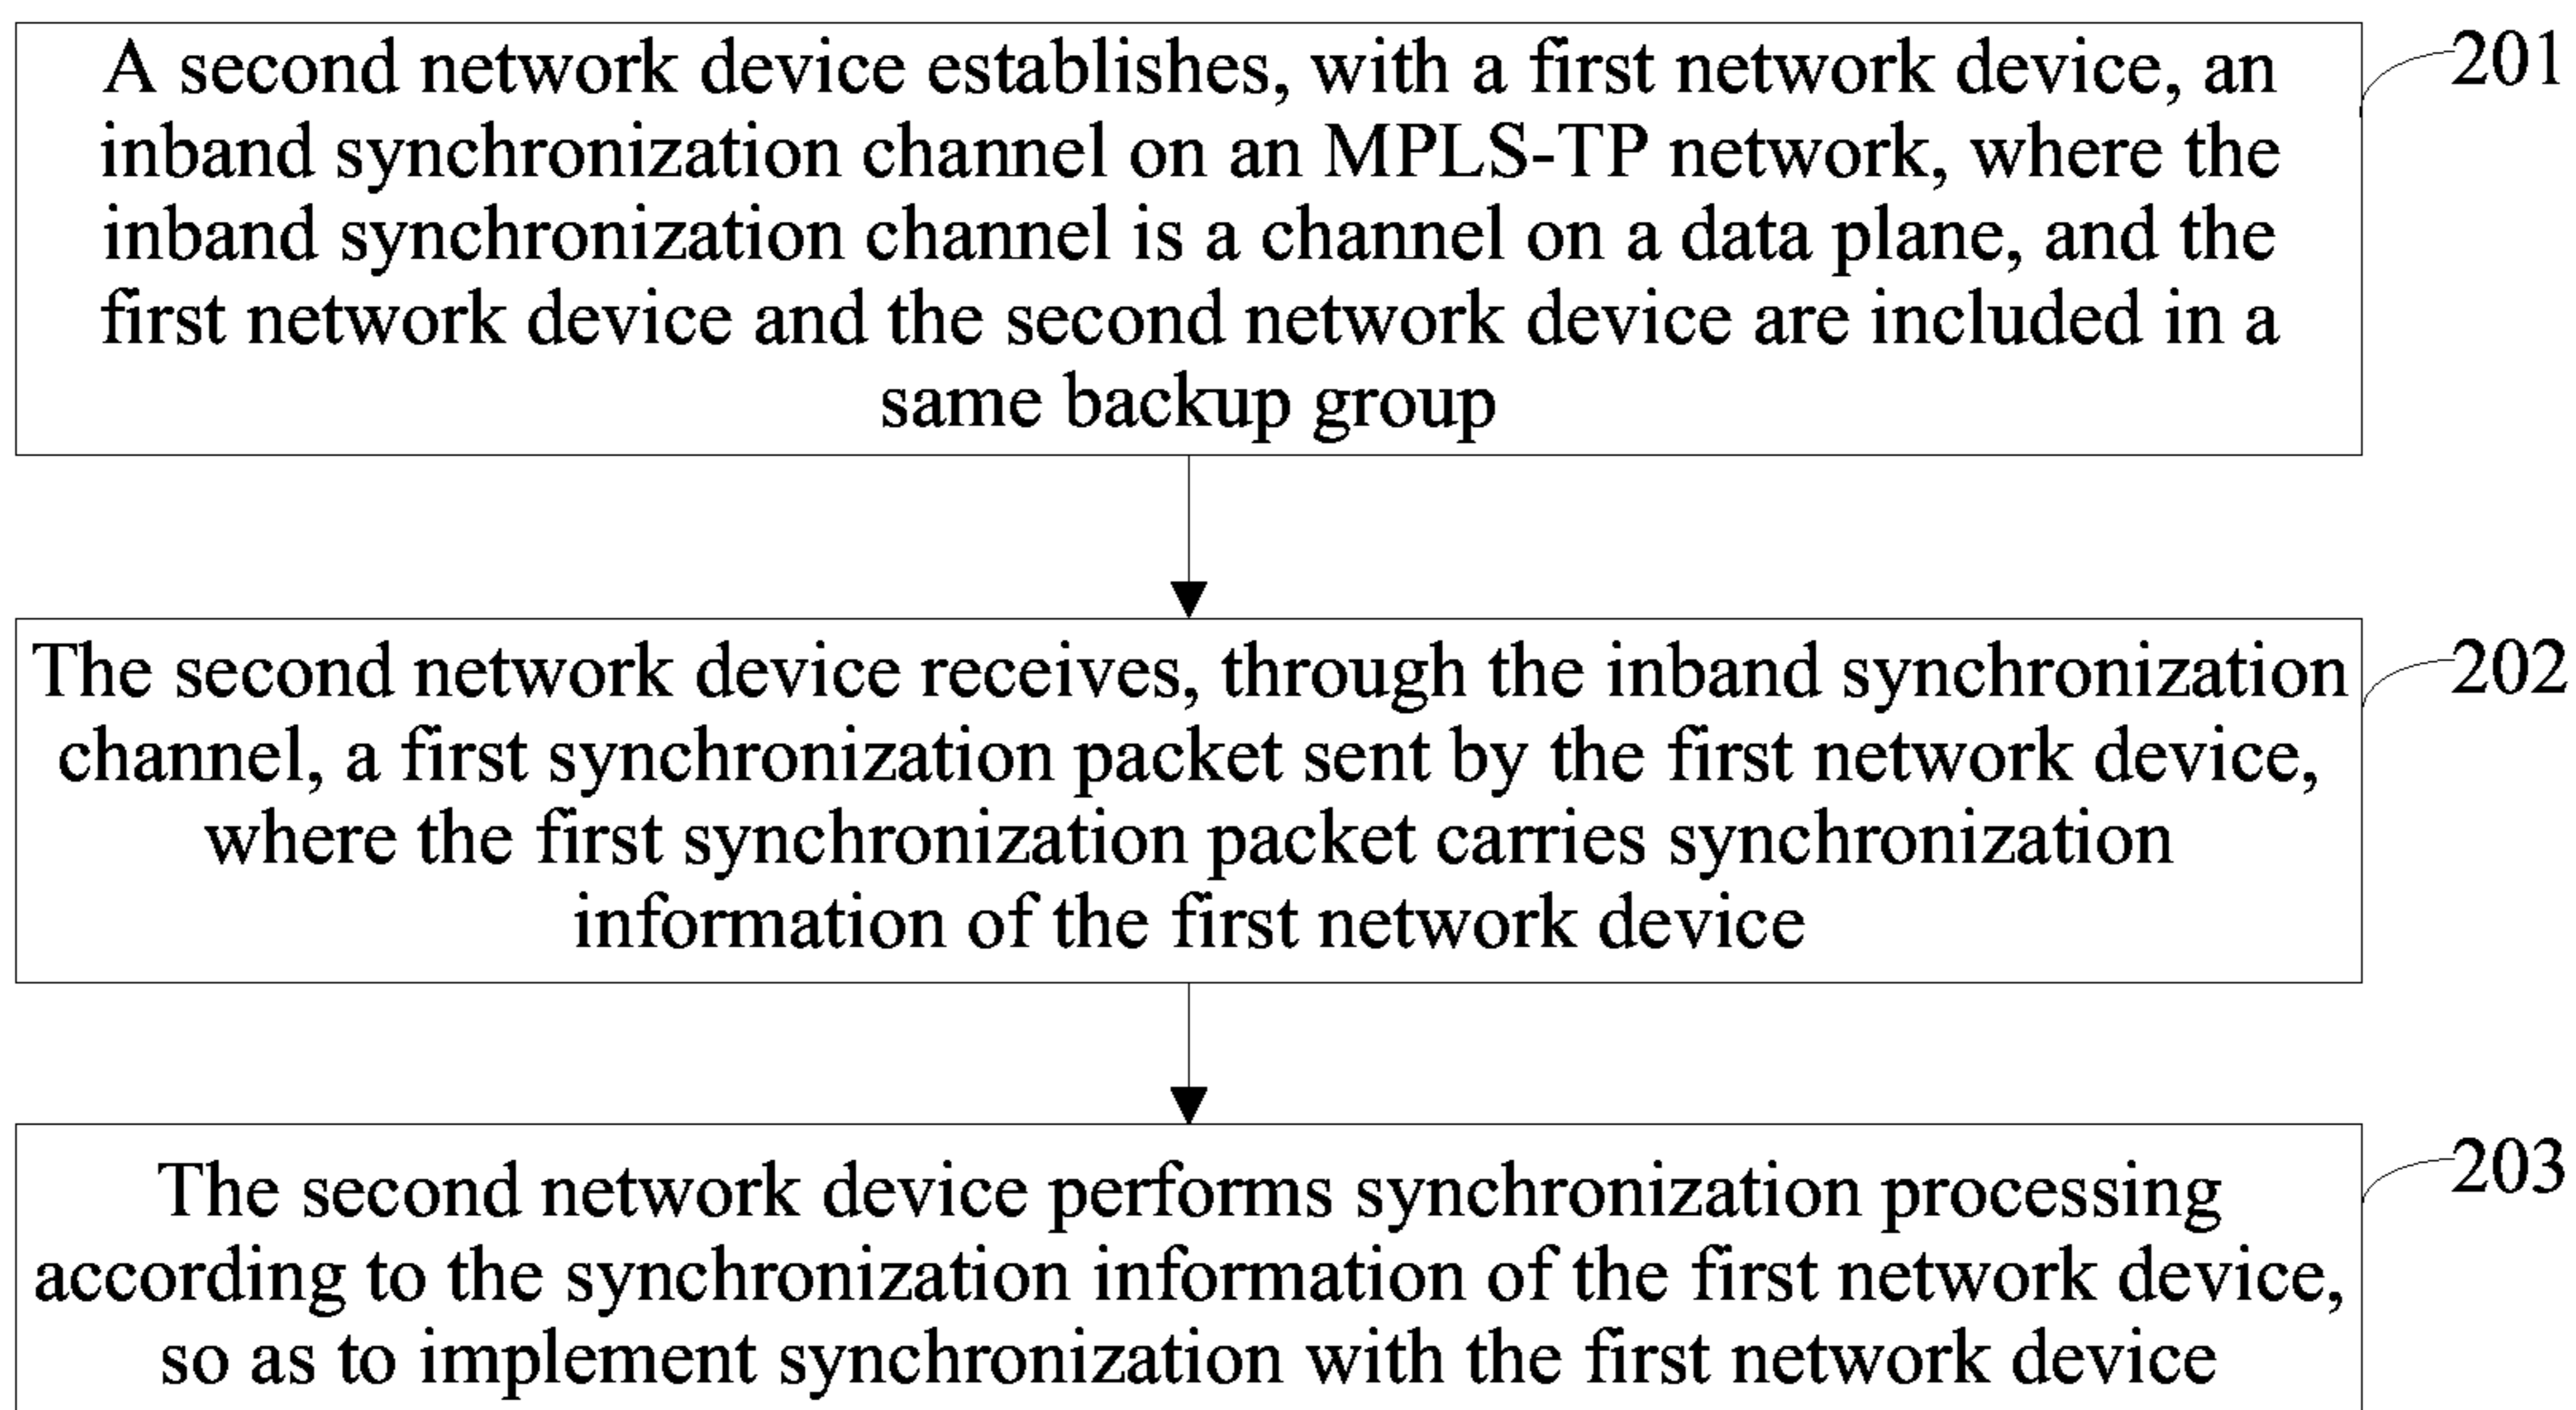 A second network device establishes, with a first network device, an
inband synchronization channel on an MPLS-TP network, where the
inband synchronization channel is a channel on a data plane, and the
first network device and the second network device are included in a
same backup group
201
The second network device receives, through the inband synchronization
channel, a first synchronization packet sent by the first network device,
where the first synchronization packet carries synchronization
information of the first network device
202
The second network device performs synchronization processing
according to the synchronization information of the first network device,
so as to implement synchronization with the first network device
203